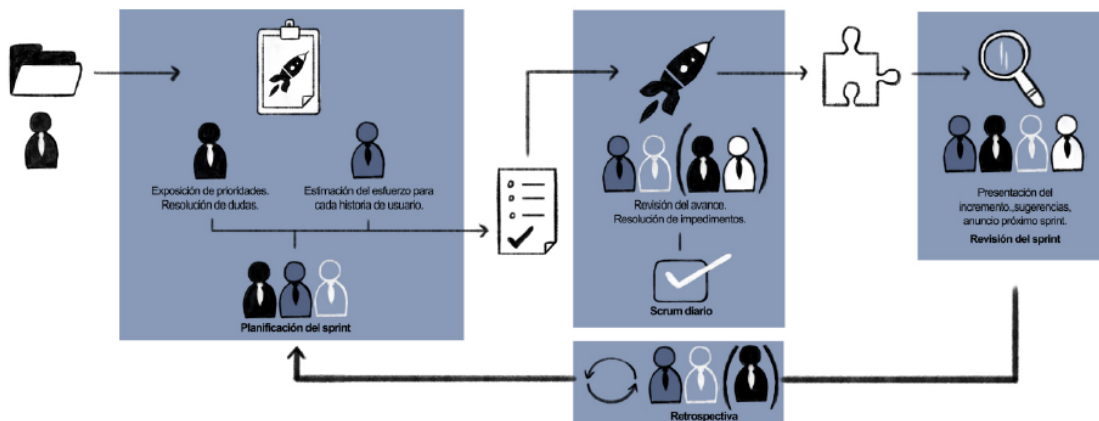 Exposición de prioridades.
Resolución de dudas.
Estimación del esfuerzo para
cada historia de usuario.
Planificación del sprint
Revisión del avance.
Resolución de impedimentos.
Scrum diario
Presentación del
incremento.,sugerencias,
anuncio próximo sprint.
Revisión del sprint
Retrospectiva